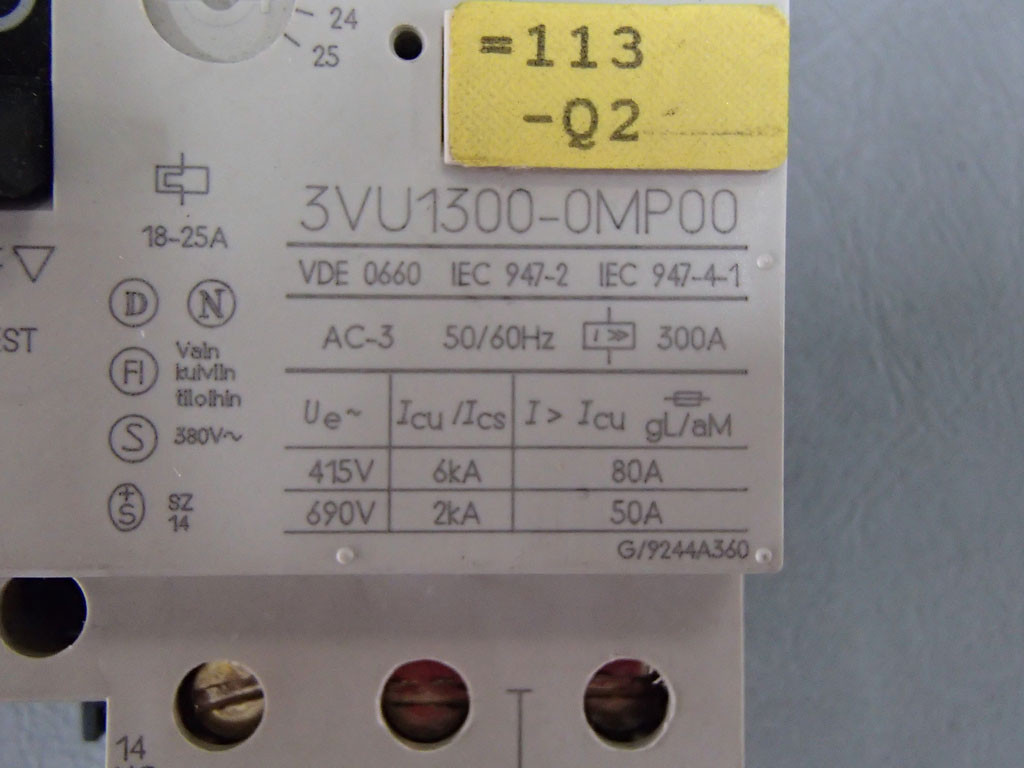 24
25
=113
-Q2
18-25A
3VU1300-0MP00
VDE 0660 IEC 947-2 IEC 947-4-1
D N
AC-3 50/60Hz I>> 300A
EST
FI Vain
kuiviin
tiloihin
Ue~ Icu/Ics I> Icu gL/aM
S 380V~
415V 6kA 80A
+S SZ
14
690V 2kA 50A
G/9244A360
14